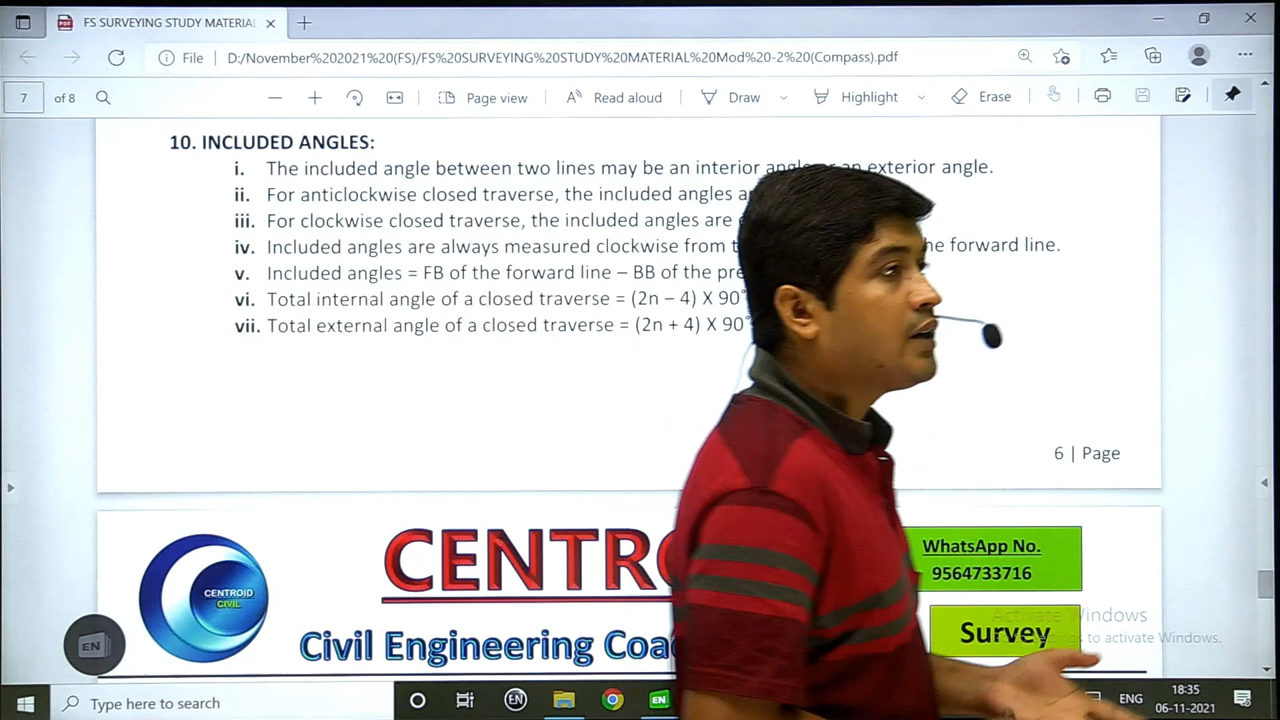 FS SURVEYING STUDY MATERIAL
File D:/November%202021%20(FS)/FS%20SURVEYING%20STUDY%20MATERIAL%20Mod%20-2%20(Compass).pdf
7 of 8 Page view Read aloud Draw Highlight Erase
10. INCLUDED ANGLES:
i. The included angle between two lines may be an interior angle or an exterior angle.
ii. For anticlockwise closed traverse, the included angles
iii. For clockwise closed traverse, the included angles are
iv. Included angles are always measured clockwise from the forward line.
v. Included angles = FB of the forward line – BB of the
vi. Total internal angle of a closed traverse = (2n – 4) X 90°
vii. Total external angle of a closed traverse = (2n + 4) X 90°
6 | Page
CENTROID
CIVIL
CENTRO
Civil Engineering
WhatsApp No.
9564733716
Survey
Activate Windows
to activate Windows.
EN
Type here to search
EN
EN
ENG
18:35
06-11-2021